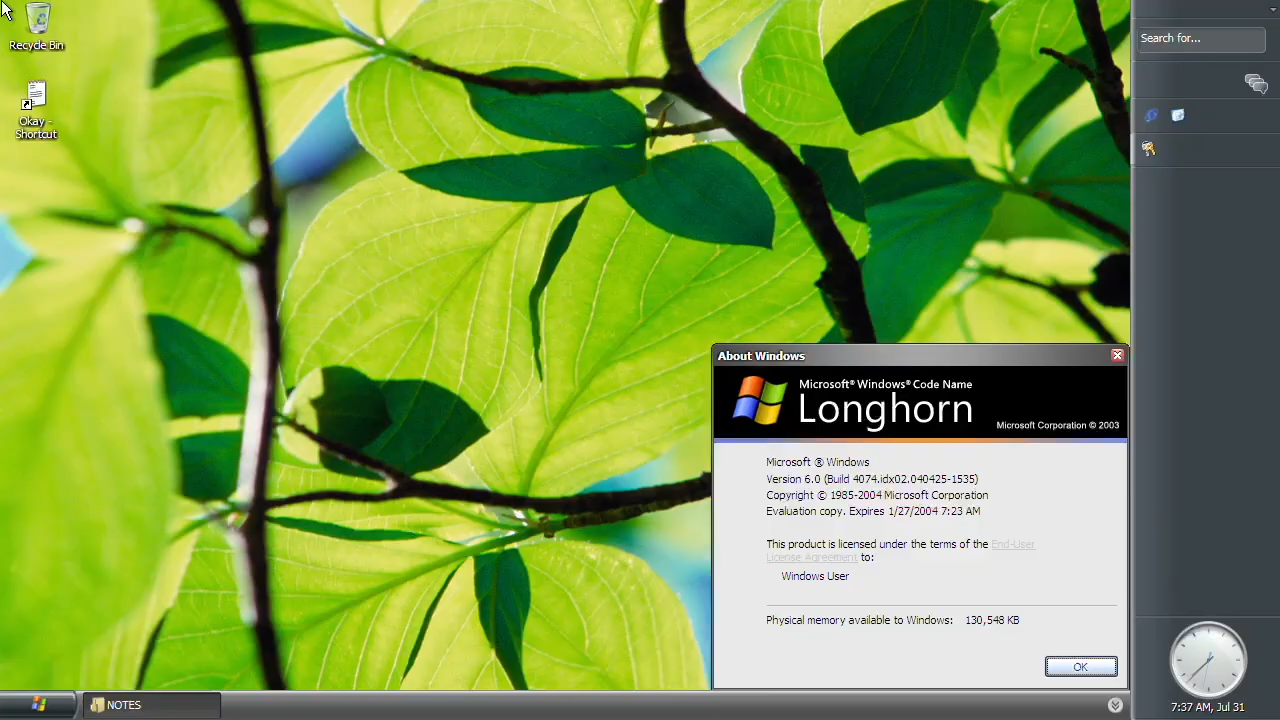 Recycle Bin
Okay -
Shortcut
Search for...
About Windows
Microsoft® Windows® Code Name
Longhorn
Microsoft Corporation © 2003
Microsoft ® Windows
Version 6.0 (Build 4074.idx02.040425-1535)
Copyright © 1985-2004 Microsoft Corporation
Evaluation copy. Expires 1/27/2004 7:23 AM
This product is licensed under the terms of the End-User
License Agreement to:
Windows User
Physical memory available to Windows: 130,548 KB
OK
NOTES
7:37 AM, Jul 31